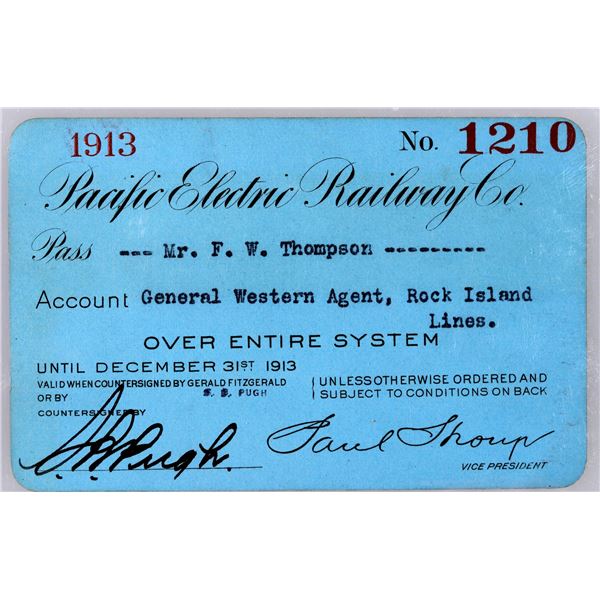 1913 No. 1210
Pacific Electric Railway Co.
Pass --- Mr. F. W. Thompson ---------
Account General Western Agent, Rock Island
Lines.
OVER ENTIRE SYSTEM
UNTIL DECEMBER 31ST 1913
VALID WHEN COUNTERSIGNED BY GERALD FITZGERALD
OR BY S. S. PUGH
COUNTERSIGNED BY
UNLESS OTHERWISE ORDERED AND
SUBJECT TO CONDITIONS ON BACK
Pugh.
Paul Shoup
VICE PRESIDENT